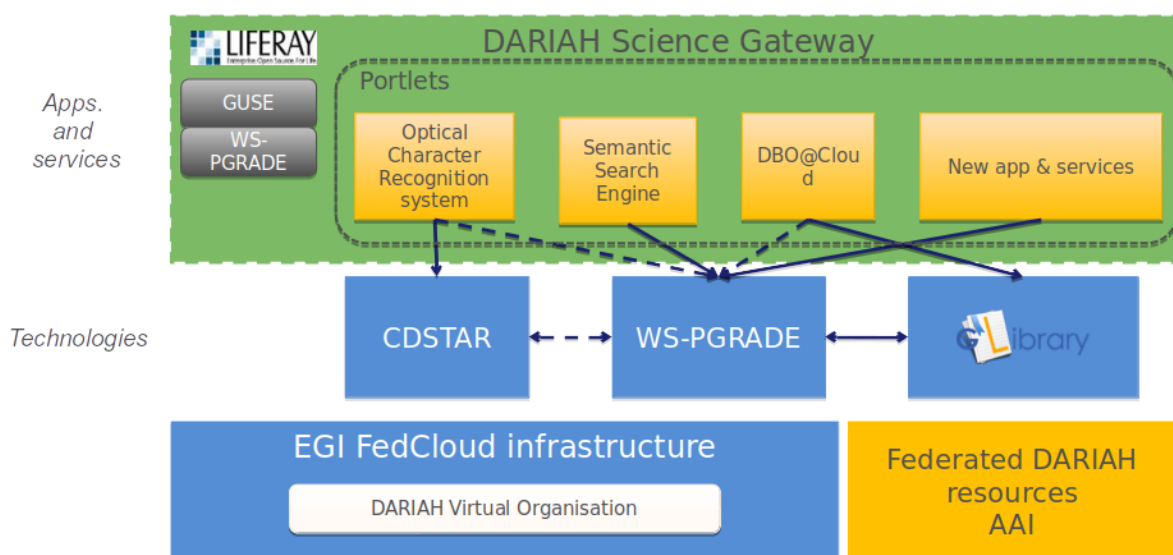 LIFERAY
Enterprise. Open Source. For Life.
DARIAH Science Gateway
Apps.
and
services
GUSE
WS-
PGRADE
Portlets
Optical
Character
Recognition
system
Semantic
Search
Engine
DBO@Clou
d
New app & services
Technologies
CDSTAR
WS-PGRADE
GLibrary
EGI FedCloud infrastructure
DARIAH Virtual Organisation
Federated DARIAH
resources
AAI